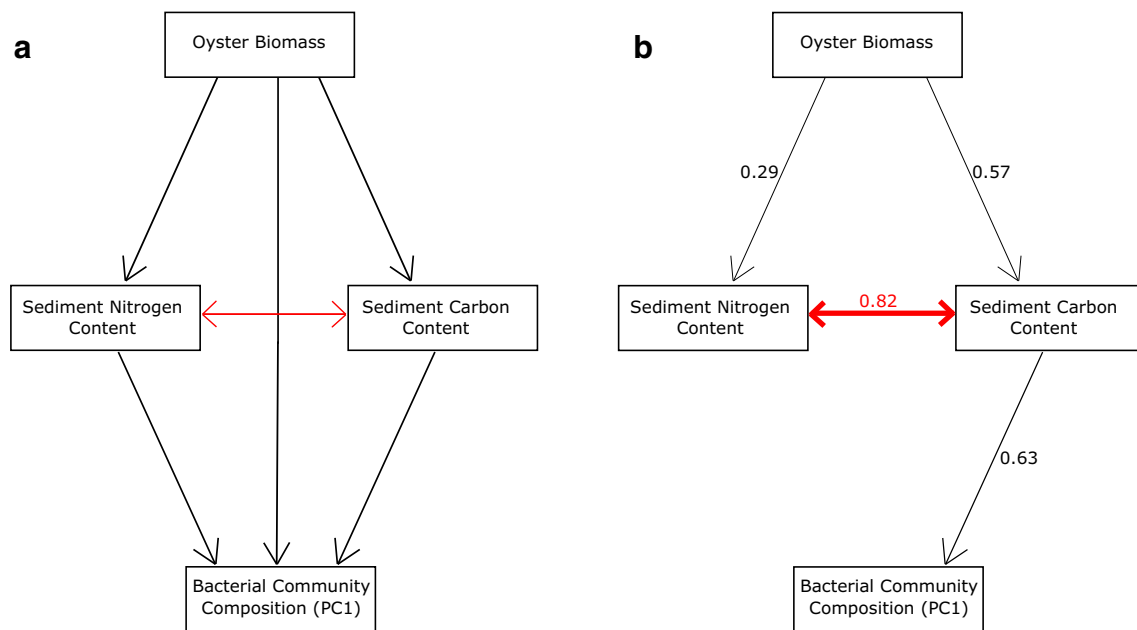 a
Oyster Biomass
Sediment Nitrogen
Content
Sediment Carbon
Content
Bacterial Community
Composition (PC1)
b
Oyster Biomass
0.29
0.57
Sediment Nitrogen
Content
0.82
Sediment Carbon
Content
0.63
Bacterial Community
Composition (PC1)